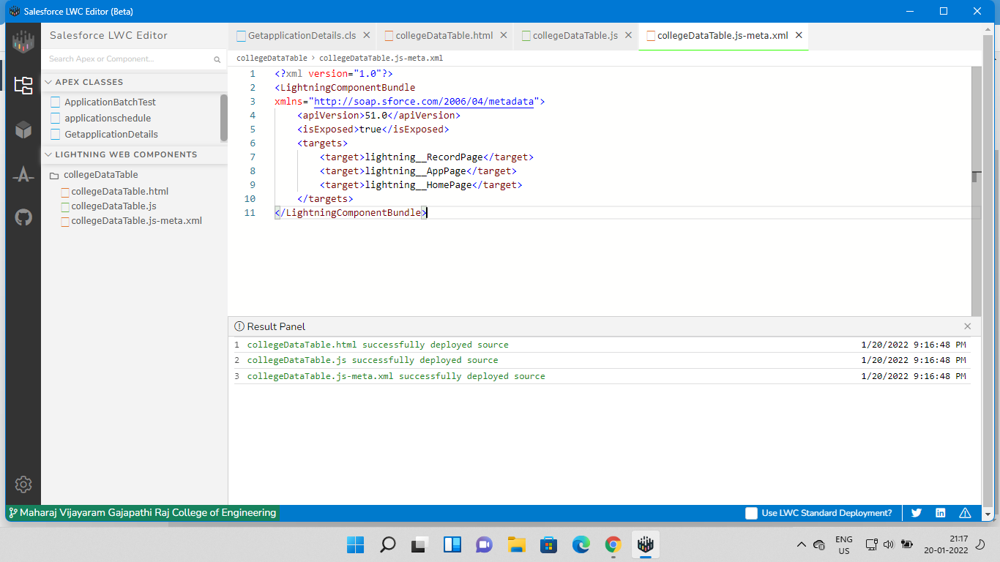 Salesforce LWC Editor (Beta)
Salesforce LWC Editor
Search Apex or Component...
APEX CLASSES
ApplicationBatchTest
applicationschedule
GetapplicationDetails
LIGHTNING WEB COMPONENTS
collegeDataTable
collegeDataTable.html
collegeDataTable.js
collegeDataTable.js-meta.xml
GetapplicationDetails.cls
collegeDataTable.html
collegeDataTable.js
collegeDataTable.js-meta.xml
collegeDataTable > collegeDataTable.js-meta.xml
1 <?xml version="1.0"?>
2 <LightningComponentBundle
3 xmlns="http://soap.sforce.com/2006/04/metadata">
4 <apiVersion>51.0</apiVersion>
5 <isExposed>true</isExposed>
6 <targets>
7 <target>lightning__RecordPage</target>
8 <target>lightning__AppPage</target>
9 <target>lightning__HomePage</target>
10 </targets>
11 </LightningComponentBundle>
Result Panel
1 collegeDataTable.html successfully deployed source 1/20/2022 9:16:48 PM
2 collegeDataTable.js successfully deployed source 1/20/2022 9:16:48 PM
3 collegeDataTable.js-meta.xml successfully deployed source 1/20/2022 9:16:48 PM
Maharaj Vijayaram Gajapathi Raj College of Engineering
Use LWC Standard Deployment?
ENG
US
21:17
20-01-2022